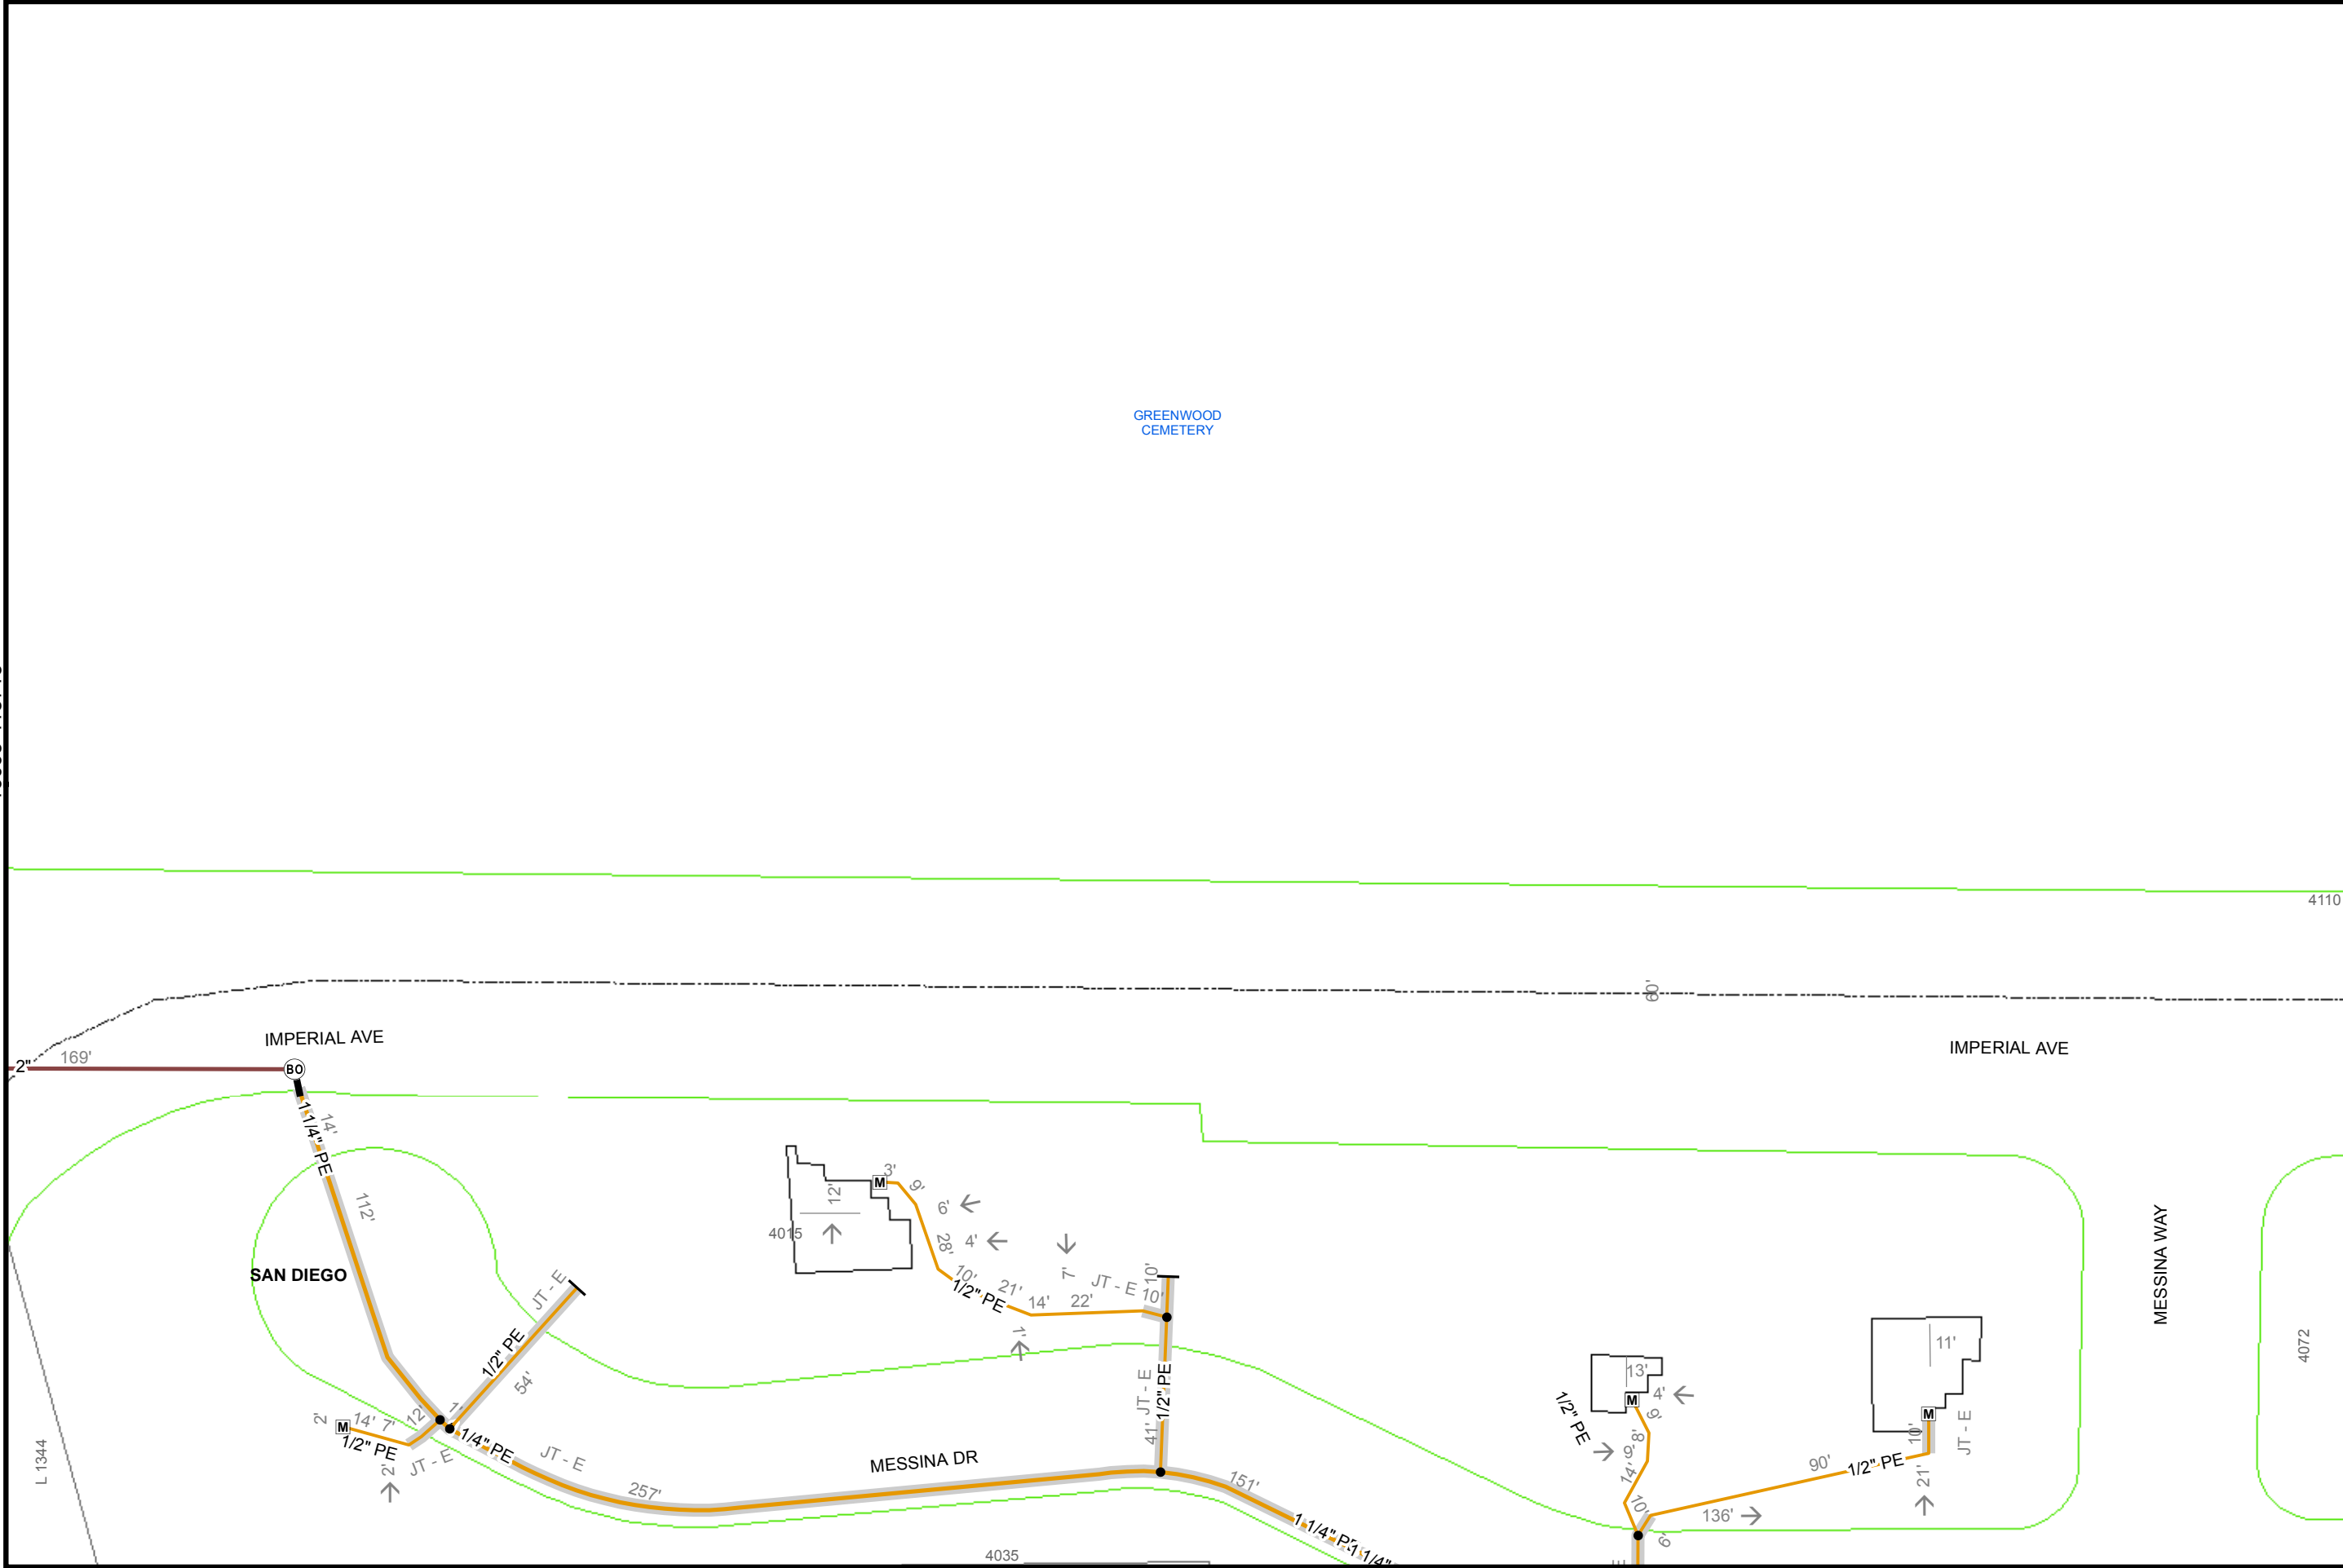 GREENWOOD
CEMETERY
4110
60'
IMPERIAL AVE
IMPERIAL AVE
2"
169'
BO
1 1/4" PE
14'
112'
SAN DIEGO
JT - E
1/2" PE
54'
1'
12'
2'
M
14'
7'
1/2" PE
JT - E
2'
1/4" PE
JT - E
257'
L 1344
MESSINA DR
3'
M
9'
12'
6'
4015
4'
28'
10'
1/2" PE
21'
14'
22'
7'
JT - E
10'
10'
1'
JT - E
1/2" PE
41'
151'
1 1/4" PE
1 1/4"
4035
13'
M
4'
9'
1/2" PE
8'
9'
14'
10'
6'
136'
90'
1/2" PE
11'
M
10'
JT - E
21'
MESSINA WAY
4072
E